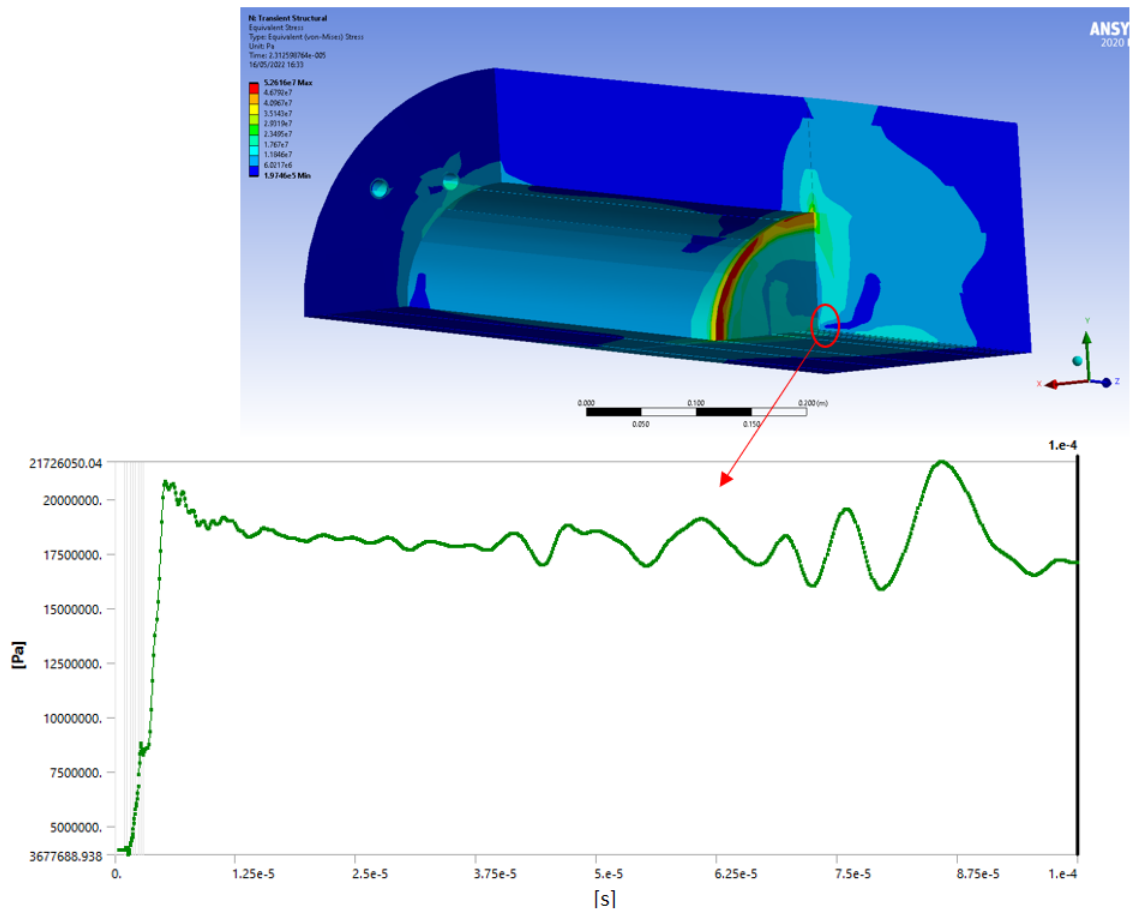 N: Transient Structural
Equivalent Stress
Type: Equivalent (von-Mises) Stress
Unit: Pa
Time: 2.312598764e-005
16/05/2022 16:33
ANSY
2020
5.2616e7 Max
4.6792e7
4.0967e7
3.5143e7
2.9319e7
2.3495e7
1.767e7
1.1846e7
6.0217e6
1.9746e5 Min
Y
X
Z
0.000
0.100
0.200 (m)
0.050
0.150
1.e-4
21726050.04
20000000.
17500000.
15000000.
12500000.
10000000.
7500000.
5000000.
3677688.938
[Pa]
0.
1.25e-5
2.5e-5
3.75e-5
5.e-5
6.25e-5
7.5e-5
8.75e-5
1.e-4
[s]